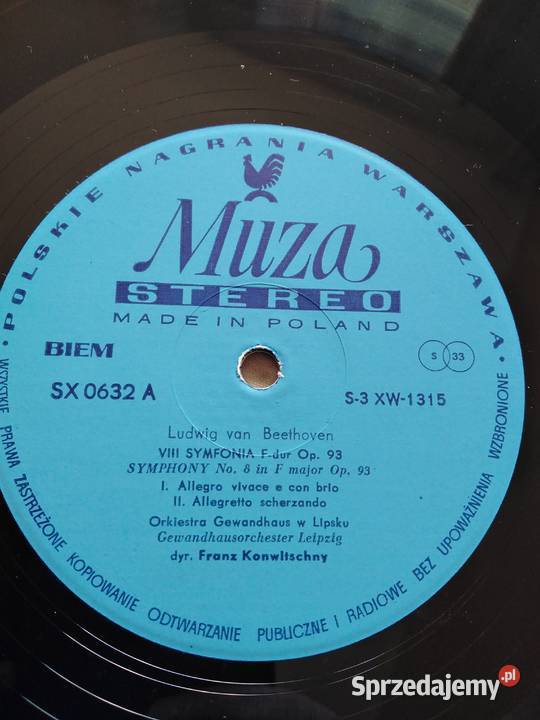 • POLSKIE NAGRANIA WARSZAWA •
Muza
STEREO
MADE IN POLAND
BIEM
S 33
SX 0632 A
S-3 XW-1315
Ludwig van Beethoven
VIII SYMFONIA F-dur Op. 93
SYMPHONY No. 8 in F major Op. 93
I. Allegro vivace e con brio
II. Allegretto scherzando
Orkiestra Gewandhaus w Lipsku
Gewandhausorchester Leipzig
dyr. Franz Konwitschny
WSZYSTKIE PRAWA ZASTRZEŻONE KOPIOWANIE ODTWARZANIE PUBLICZNE I RADIOWE BEZ UPOWAŻNIENIA WZBRONIONE
Sprzedajemy.pl